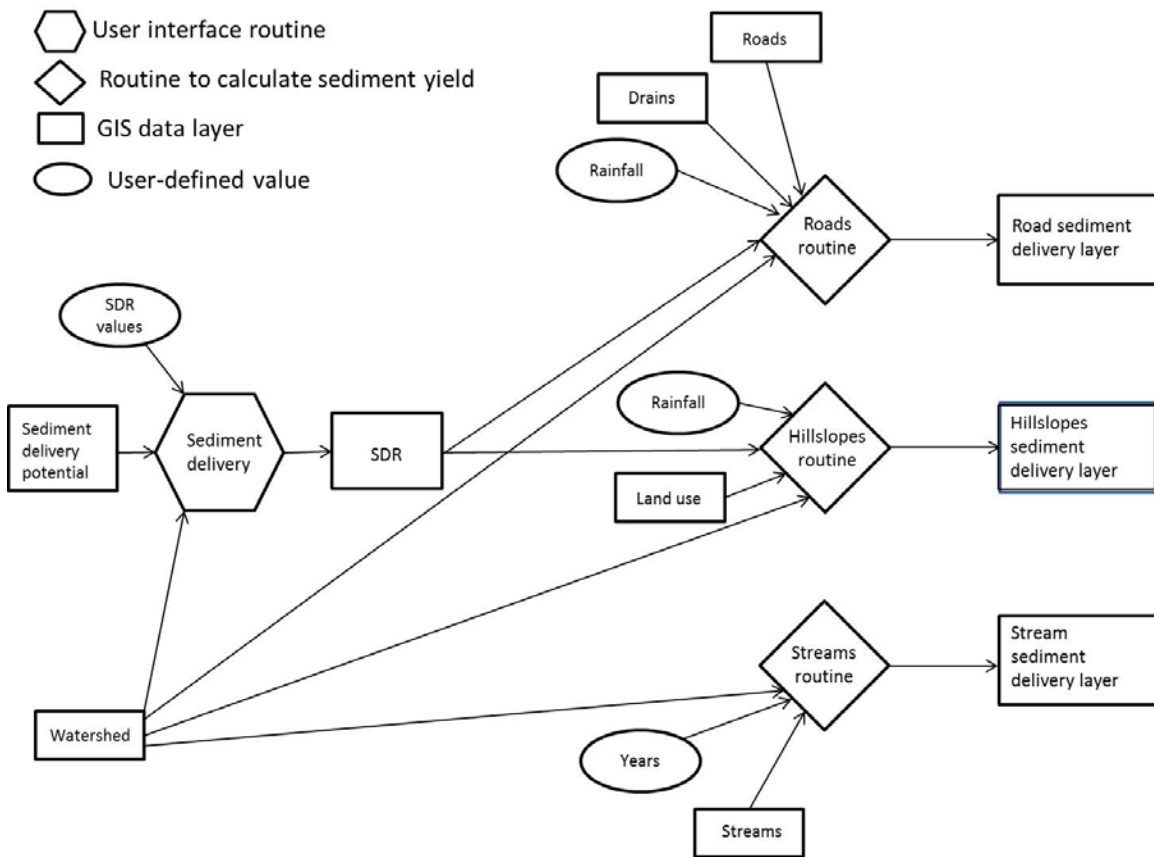 User interface routine
Routine to calculate sediment yield
GIS data layer
User-defined value
Roads
Drains
Rainfall
Roads
routine
Road sediment
delivery layer
SDR
values
Sediment
delivery
potential
Sediment
delivery
SDR
Rainfall
Land use
Hillslopes
routine
Hillslopes
sediment
delivery layer
Watershed
Streams
routine
Stream
sediment
delivery layer
Years
Streams